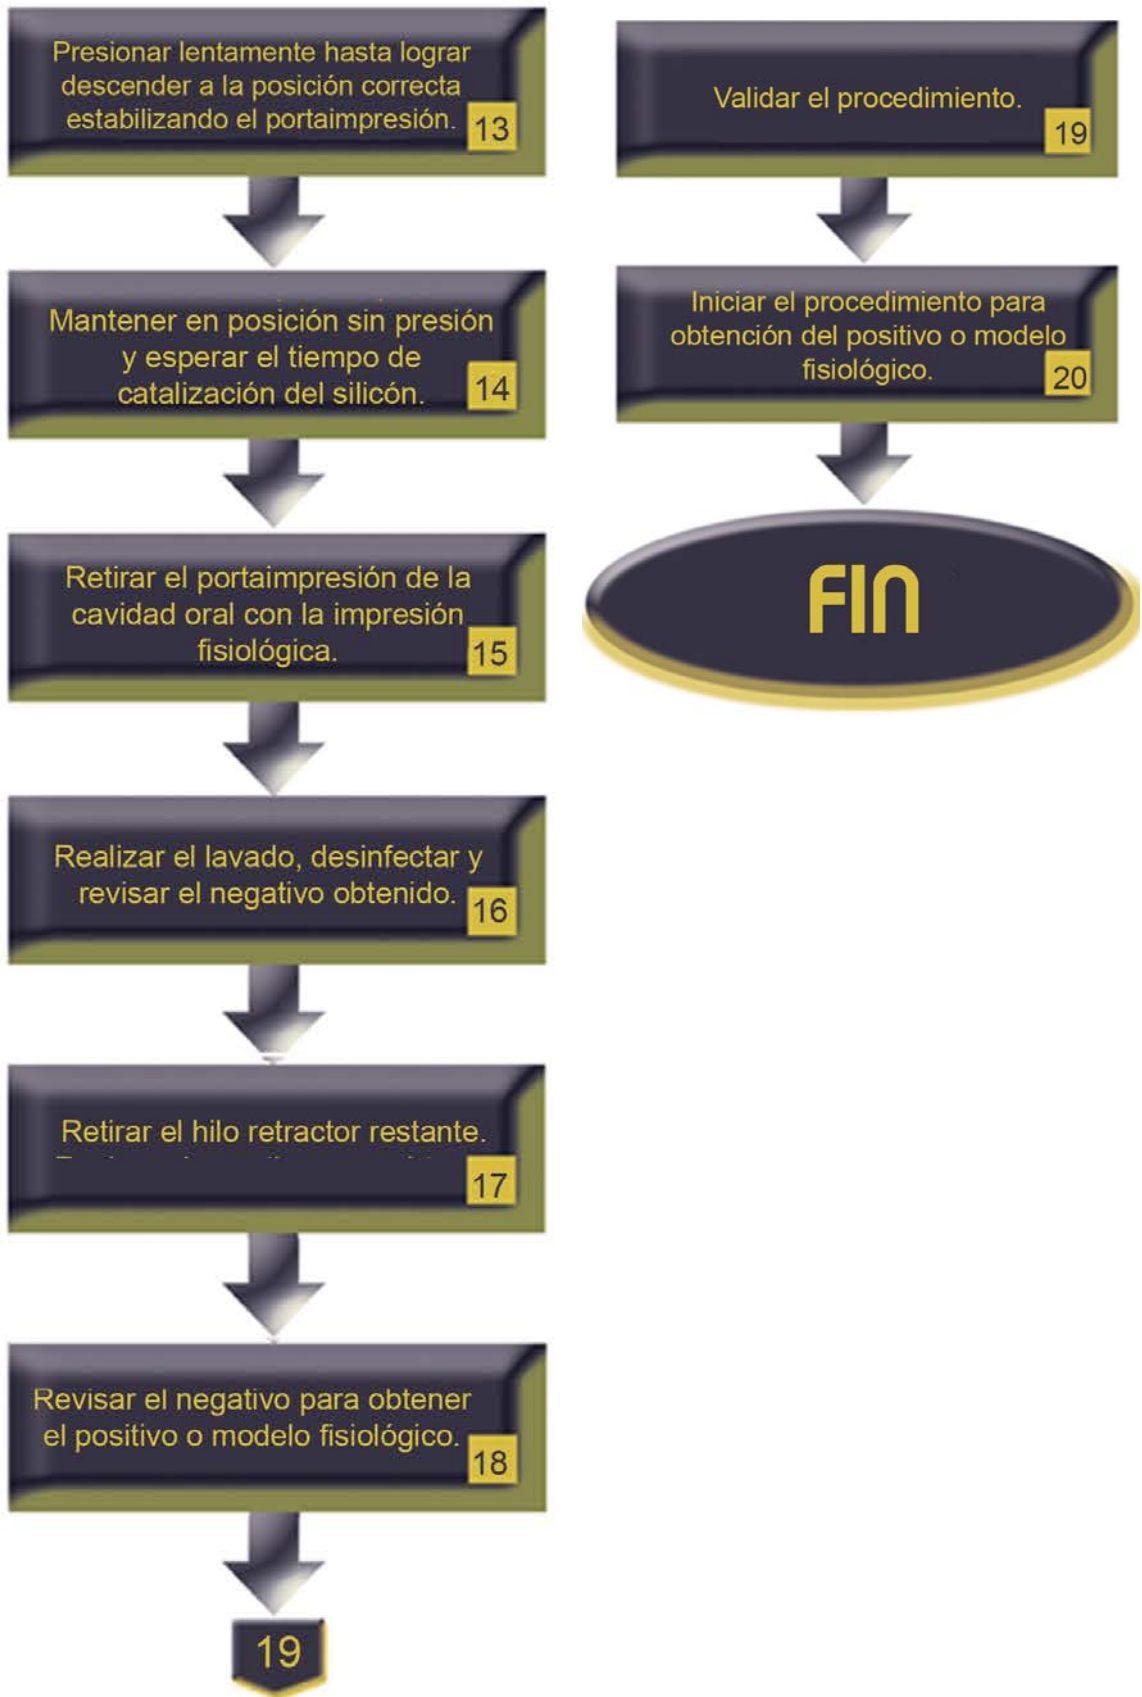 Presionar lentamente hasta lograr
descender a la posición correcta
estabilizando el portaimpresión.
13
Mantener en posición sin presión
y esperar el tiempo de
catalización del silicón.
14
Retirar el portaimpresión de la
cavidad oral con la impresión
fisiológica.
15
Realizar el lavado, desinfectar y
revisar el negativo obtenido.
16
Retirar el hilo retractor restante.
17
Revisar el negativo para obtener
el positivo o modelo fisiológico.
18
19
Validar el procedimiento.
19
Iniciar el procedimiento para
obtención del positivo o modelo
fisiológico.
20
FIN